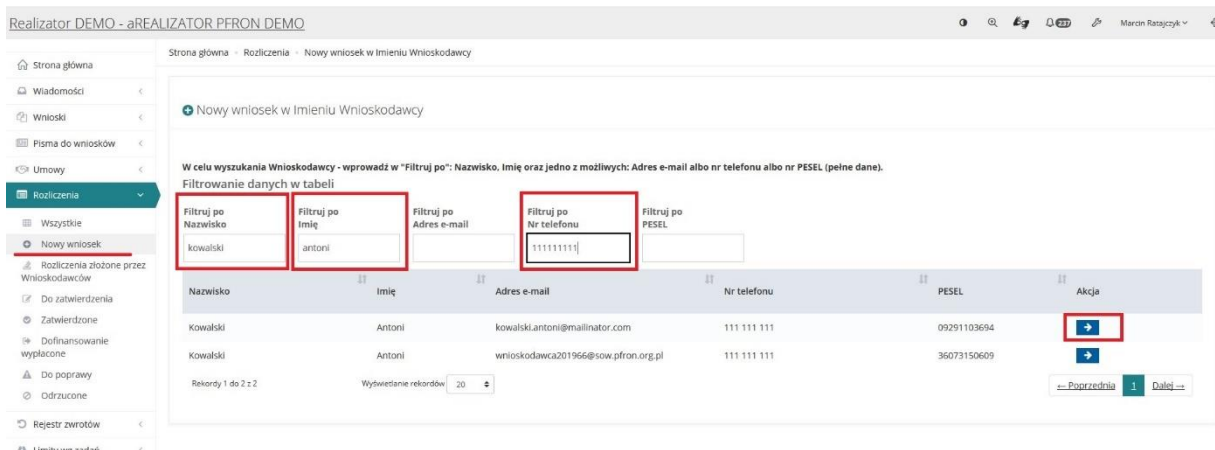 Realizator DEMO - aREALIZATOR PFRON DEMO
Marcin Ratajczyk
Strona główna
Wiadomości
Wnioski
Pisma do wniosków
Umowy
Rozliczenia
Wszystkie
Nowy wniosek
Rozliczenia złożone przez
Wnioskodawców
Do zatwierdzenia
Zatwierdzone
Dofinansowanie
wypłacone
Do poprawy
Odrzucone
Rejestr zwrotów
Strona główna Rozliczenia Nowy wniosek w Imieniu Wnioskodawcy
Nowy wniosek w Imieniu Wnioskodawcy
W celu wyszukania Wnioskodawcy - wprowadź w "Filtruj po": Nazwisko, Imię oraz jedno z możliwych: Adres e-mail albo nr telefonu albo nr PESEL (pełne dane).
Filtrowanie danych w tabeli
Filtruj po Filtruj po Filtruj po Filtruj po Filtruj po
Nazwisko Imię Adres e-mail Nr telefonu PESEL
kowalski antoni 111111111
Nazwisko Imię Adres e-mail Nr telefonu PESEL Akcja
Kowalski Antoni kowalski.antoni@mailinator.com 111 111 111 09291103694
Kowalski Antoni wnioskodawca201966@sow.pfron.org.pl 111 111 111 36073150609
Rekordy 1 do 2 z 2 Wyświetlanie rekordów 20 ← Poprzednia 1 Dalej →